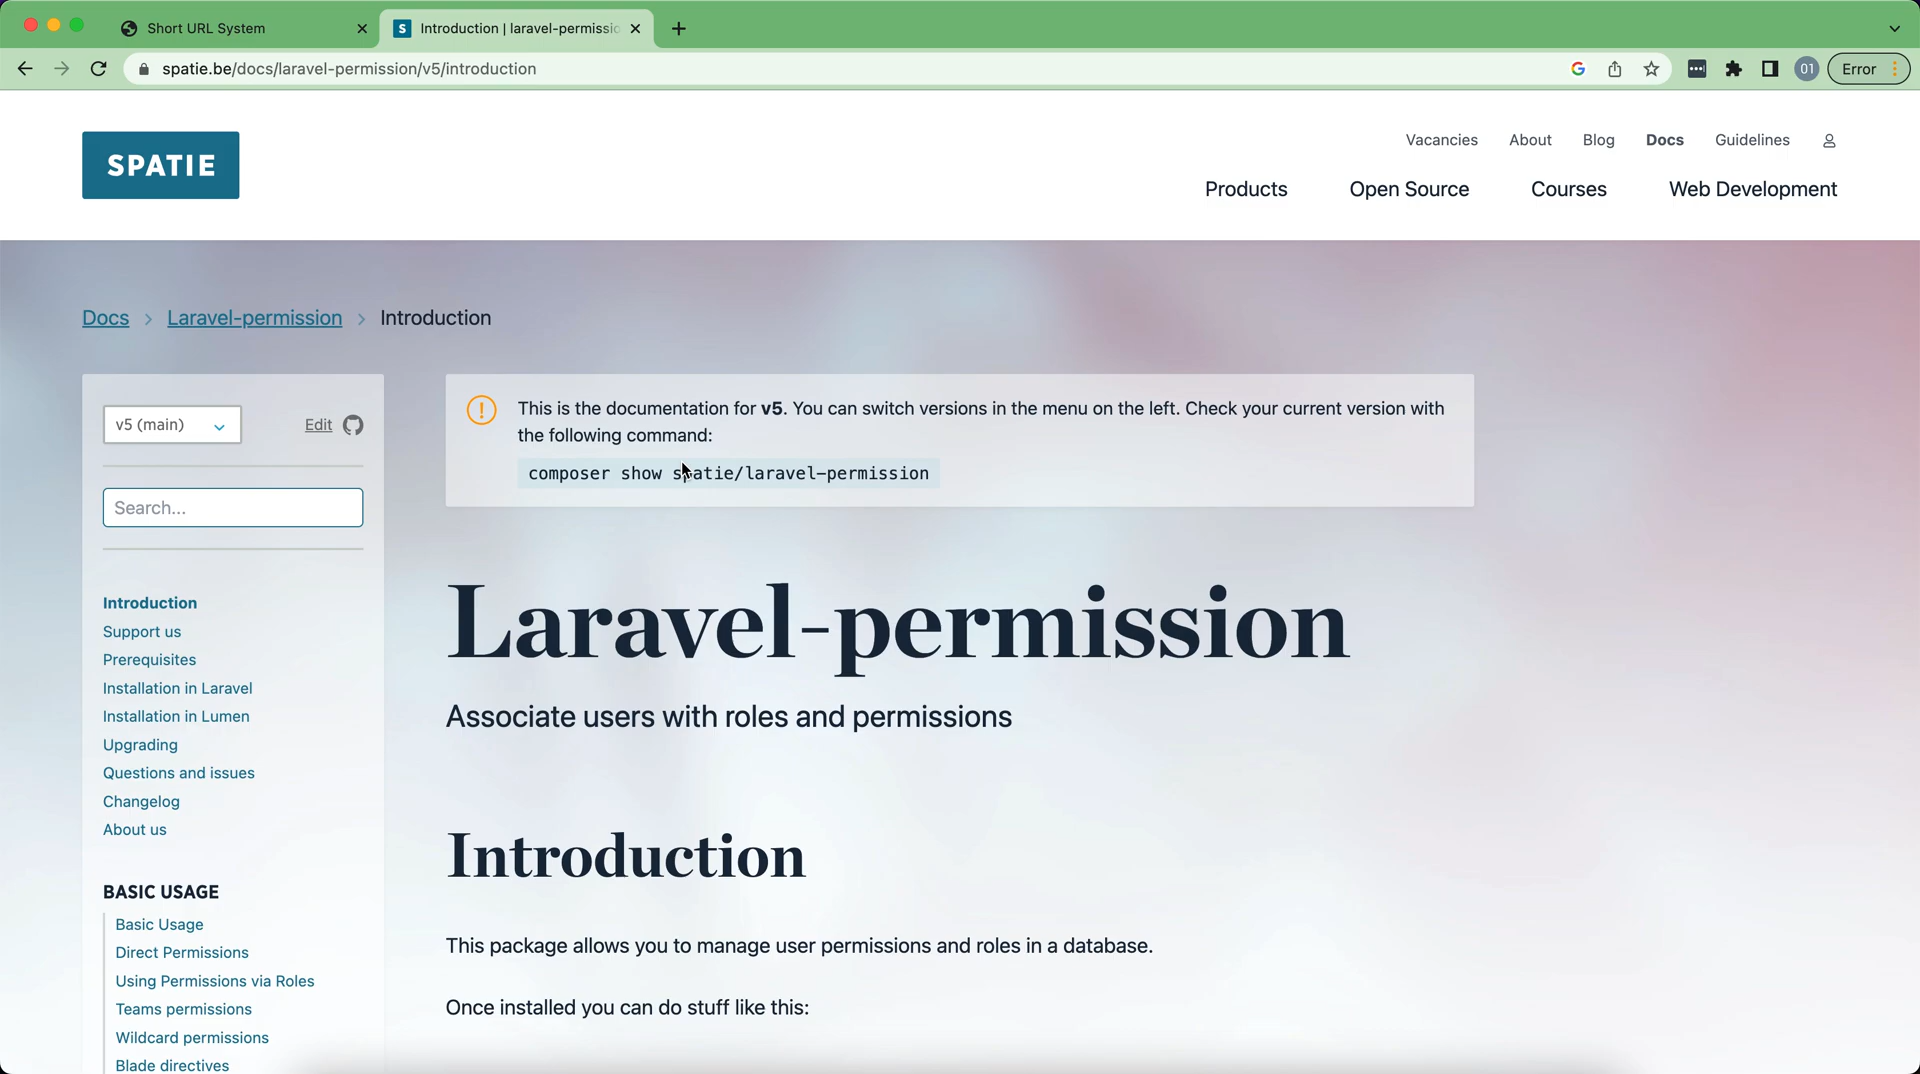 Short URL System
Introduction | laravel-permissio
spatie.be/docs/laravel-permission/v5/introduction
01
Error
SPATIE
Vacancies
About
Blog
Docs
Guidelines
Products
Open Source
Courses
Web Development
Docs > Laravel-permission > Introduction
v5 (main)
Edit
Search...
Introduction
Support us
Prerequisites
Installation in Laravel
Installation in Lumen
Upgrading
Questions and issues
Changelog
About us
BASIC USAGE
Basic Usage
Direct Permissions
Using Permissions via Roles
Teams permissions
Wildcard permissions
Blade directives
This is the documentation for v5. You can switch versions in the menu on the left. Check your current version with
the following command:
composer show spatie/laravel-permission
Laravel-permission
Associate users with roles and permissions
Introduction
This package allows you to manage user permissions and roles in a database.
Once installed you can do stuff like this: